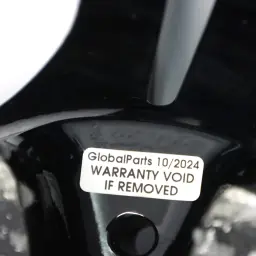 GlobalParts 10/2024
WARRANTY VOID
IF REMOVED